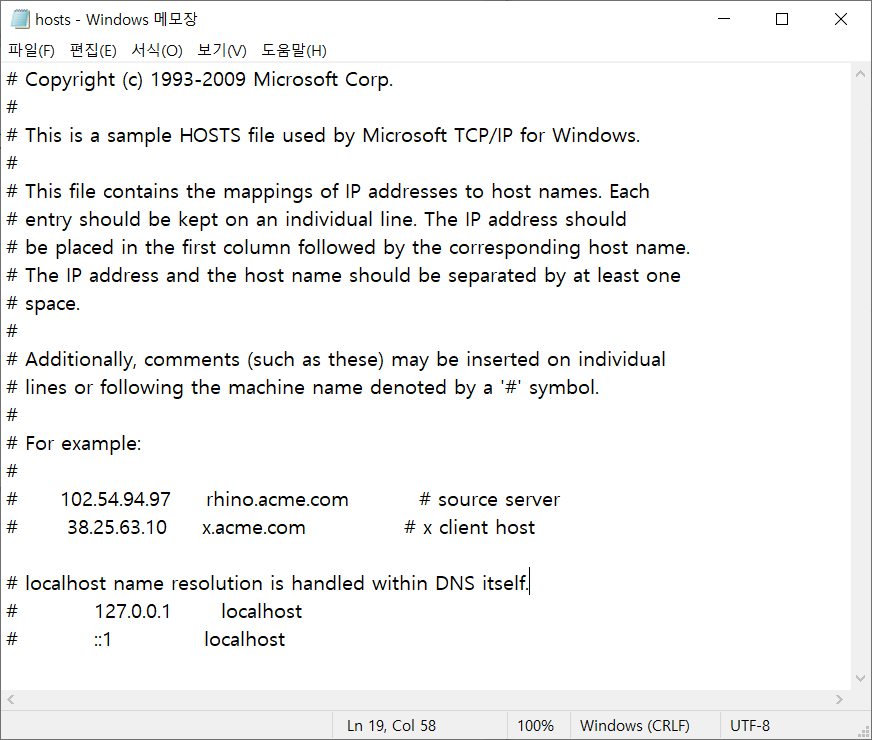 hosts - Windows 메모장
파일(F) 편집(E) 서식(O) 보기(V) 도움말(H)
# Copyright (c) 1993-2009 Microsoft Corp.
#
# This is a sample HOSTS file used by Microsoft TCP/IP for Windows.
#
# This file contains the mappings of IP addresses to host names. Each
# entry should be kept on an individual line. The IP address should
# be placed in the first column followed by the corresponding host name.
# The IP address and the host name should be separated by at least one
# space.
#
# Additionally, comments (such as these) may be inserted on individual
# lines or following the machine name denoted by a '#' symbol.
#
# For example:
#
# 102.54.94.97 rhino.acme.com # source server
# 38.25.63.10 x.acme.com # x client host
# localhost name resolution is handled within DNS itself.
# 127.0.0.1 localhost
# ::1 localhost
Ln 19, Col 58 100% Windows (CRLF) UTF-8